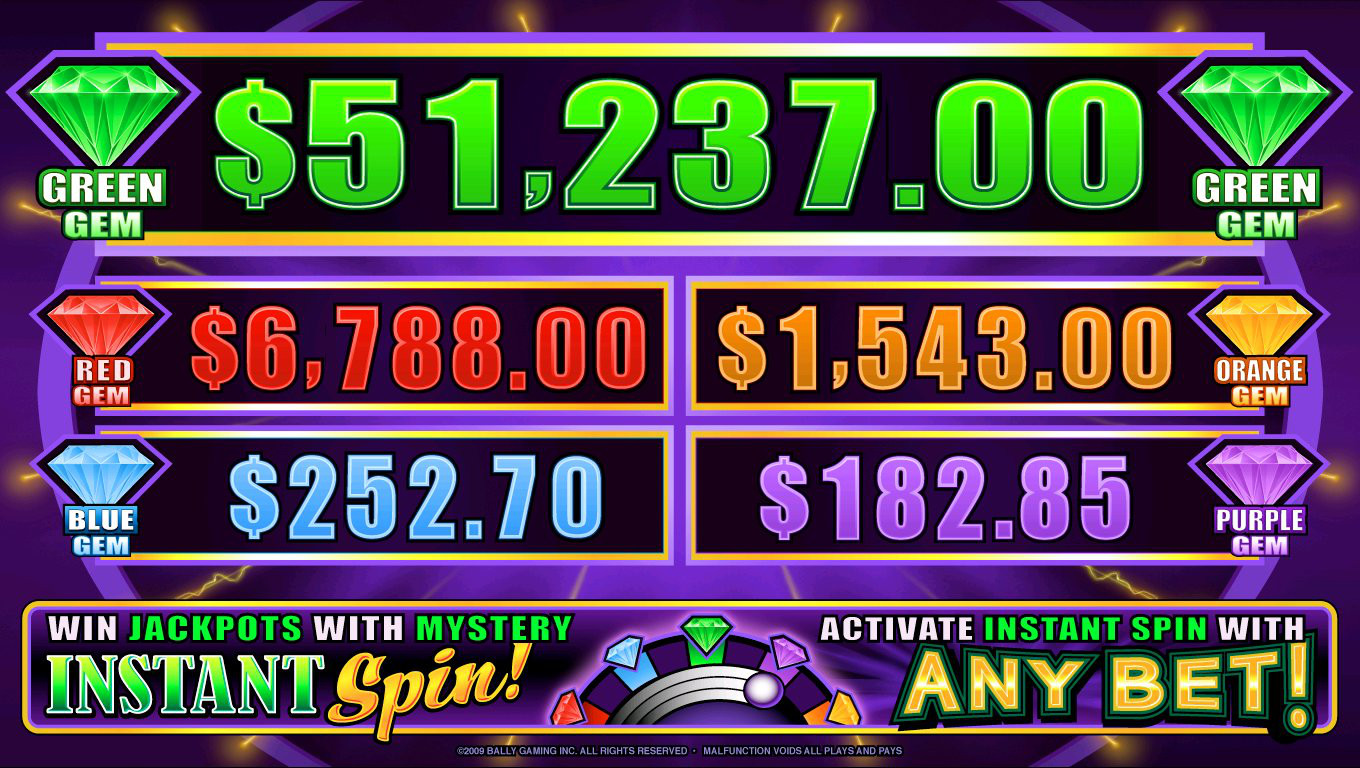 $51,237.00
GREEN
GEM
GREEN
GEM
$6,788.00
$1,543.00
RED
GEM
ORANGE
GEM
$252.70
$182.85
BLUE
GEM
PURPLE
GEM
WIN JACKPOTS WITH MYSTERY
INSTANT Spin!
ACTIVATE INSTANT SPIN WITH
ANY BET!
©2009 BALLY GAMING INC. ALL RIGHTS RESERVED • MALFUNCTION VOIDS ALL PLAYS AND PAYS